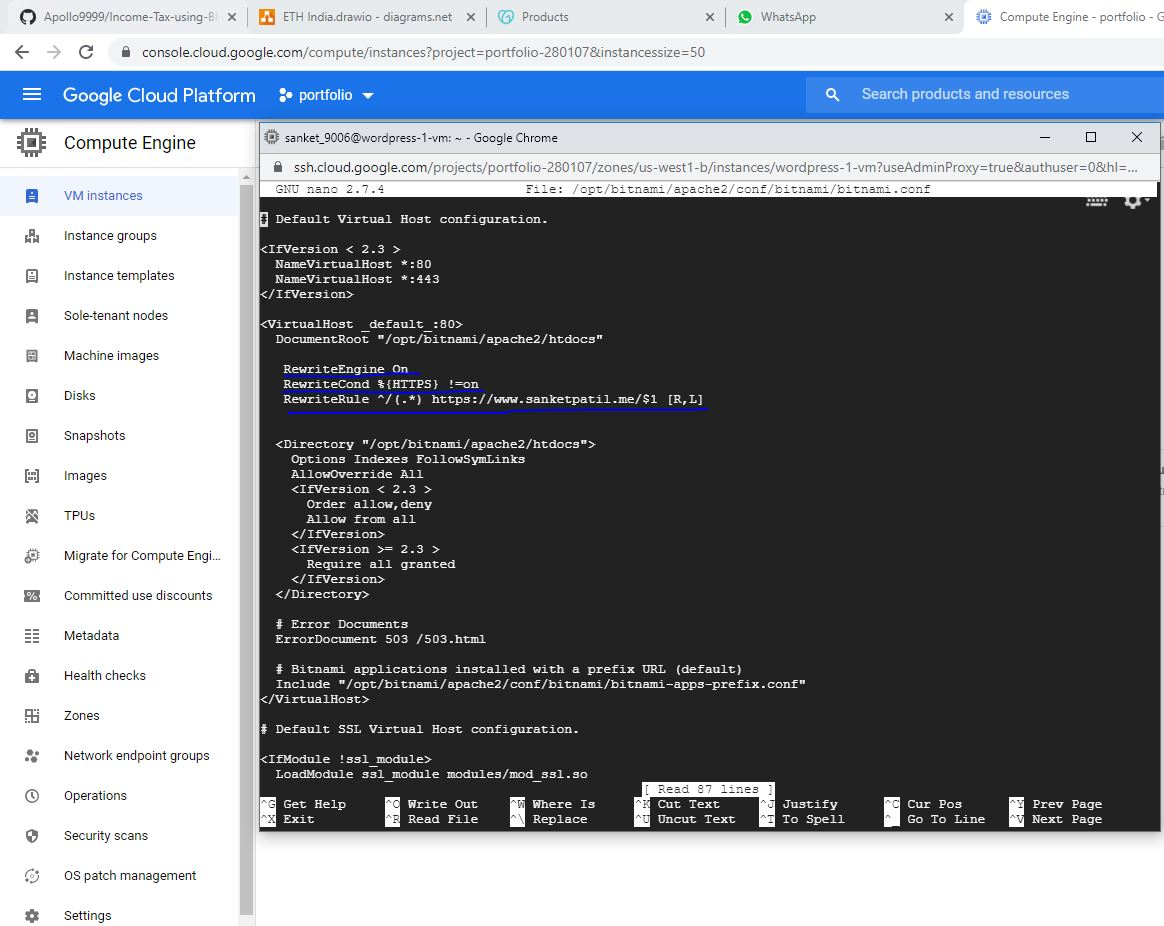 Apollo9999/Income-Tax-using-Bl
ETH India.drawio - diagrams.net
Products
WhatsApp
Compute Engine - portfolio - G
console.cloud.google.com/compute/instances?project=portfolio-280107&instancessize=50
Google Cloud Platform
portfolio
Search products and resources
Compute Engine
VM instances
Instance groups
Instance templates
Sole-tenant nodes
Machine images
Disks
Snapshots
Images
TPUs
Migrate for Compute Engi...
Committed use discounts
Metadata
Health checks
Zones
Network endpoint groups
Operations
Security scans
OS patch management
Settings
sanket_9006@wordpress-1-vm: ~ - Google Chrome
ssh.cloud.google.com/projects/portfolio-280107/zones/us-west1-b/instances/wordpress-1-vm?useAdminProxy=true&authuser=0&hl=...
GNU nano 2.7.4 File: /opt/bitnami/apache2/conf/bitnami/bitnami.conf
# Default Virtual Host configuration.
<IfVersion < 2.3 >
NameVirtualHost *:80
NameVirtualHost *:443
</IfVersion>
<VirtualHost _default_:80>
DocumentRoot "/opt/bitnami/apache2/htdocs"
RewriteEngine On
RewriteCond %{HTTPS} !=on
RewriteRule ^/(.*) https://www.sanketpatil.me/$1 [R,L]
<Directory "/opt/bitnami/apache2/htdocs">
Options Indexes FollowSymLinks
AllowOverride All
<IfVersion < 2.3 >
Order allow,deny
Allow from all
</IfVersion>
<IfVersion >= 2.3 >
Require all granted
</IfVersion>
</Directory>
# Error Documents
ErrorDocument 503 /503.html
# Bitnami applications installed with a prefix URL (default)
Include "/opt/bitnami/apache2/conf/bitnami/bitnami-apps-prefix.conf"
</VirtualHost>
# Default SSL Virtual Host configuration.
<IfModule !ssl_module>
LoadModule ssl_module modules/mod_ssl.so
[ Read 87 lines ]
^G Get Help ^O Write Out ^W Where Is ^K Cut Text ^J Justify ^C Cur Pos ^Y Prev Page
^X Exit ^R Read File ^\ Replace ^U Uncut Text ^T To Spell ^_ Go To Line ^V Next Page